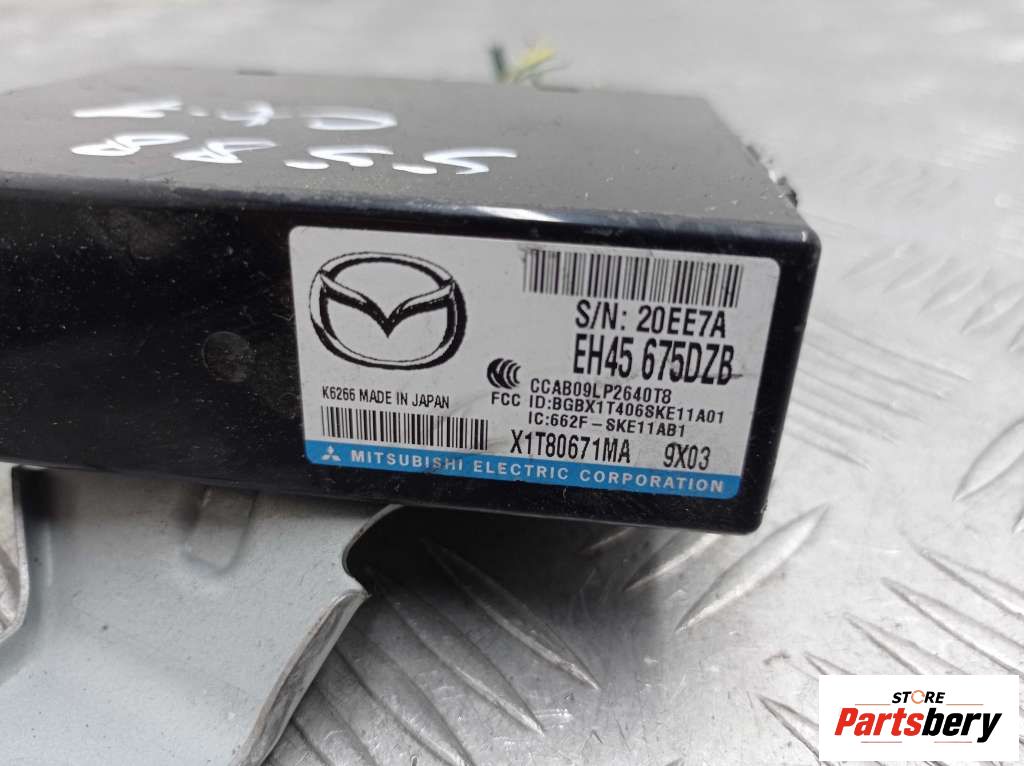 S/N: 20EE7A
EH45 675DZB
CCAB09LP2640T8
FCC ID:BGBX1T406SKE11A01
IC:662F-SKE11AB1
K6266 MADE IN JAPAN
X1T80671MA 9X03
MITSUBISHI ELECTRIC CORPORATION
STORE
Partsbery